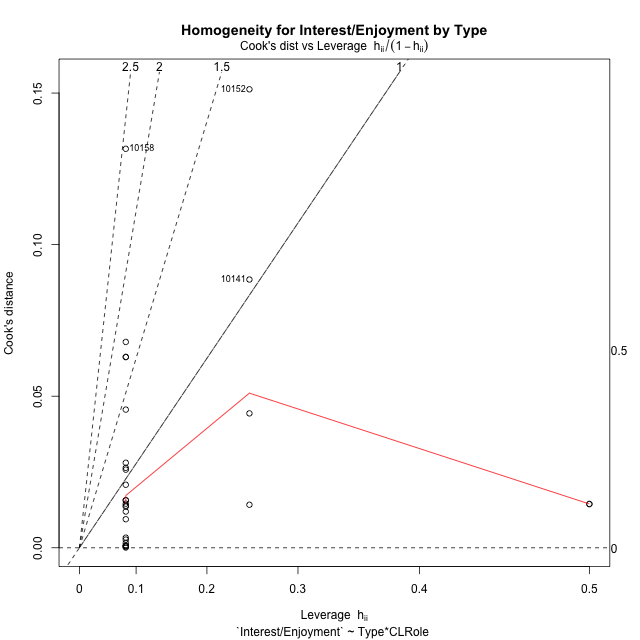 Homogeneity for Interest/Enjoyment by Type
Cook's dist vs Leverage hii/(1 − hii)
2.5 2 1.5 1
10152
10158
10141
0.15
0.10
0.05
0.00
Cook's distance
0.5
0
0 0.1 0.2 0.3 0.4 0.5
Leverage hii
`Interest/Enjoyment` ~ Type*CLRole